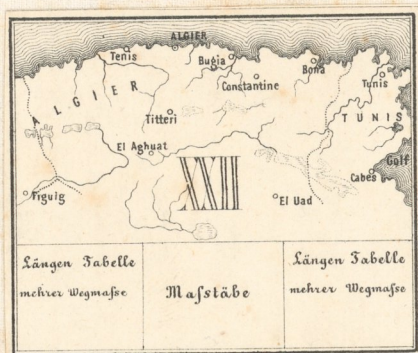 ALGIER
Tenis
Bugia
Bona
Constantine
Tunis
ALGIER
Titteri
TUNIS
El Aghuat
Golf
XXII
Cabes
Figuig
El Uad
Längen Tabelle
mehrer Wegmaſse
Maſstäbe
Längen Tabelle
mehrer Wegmaſse